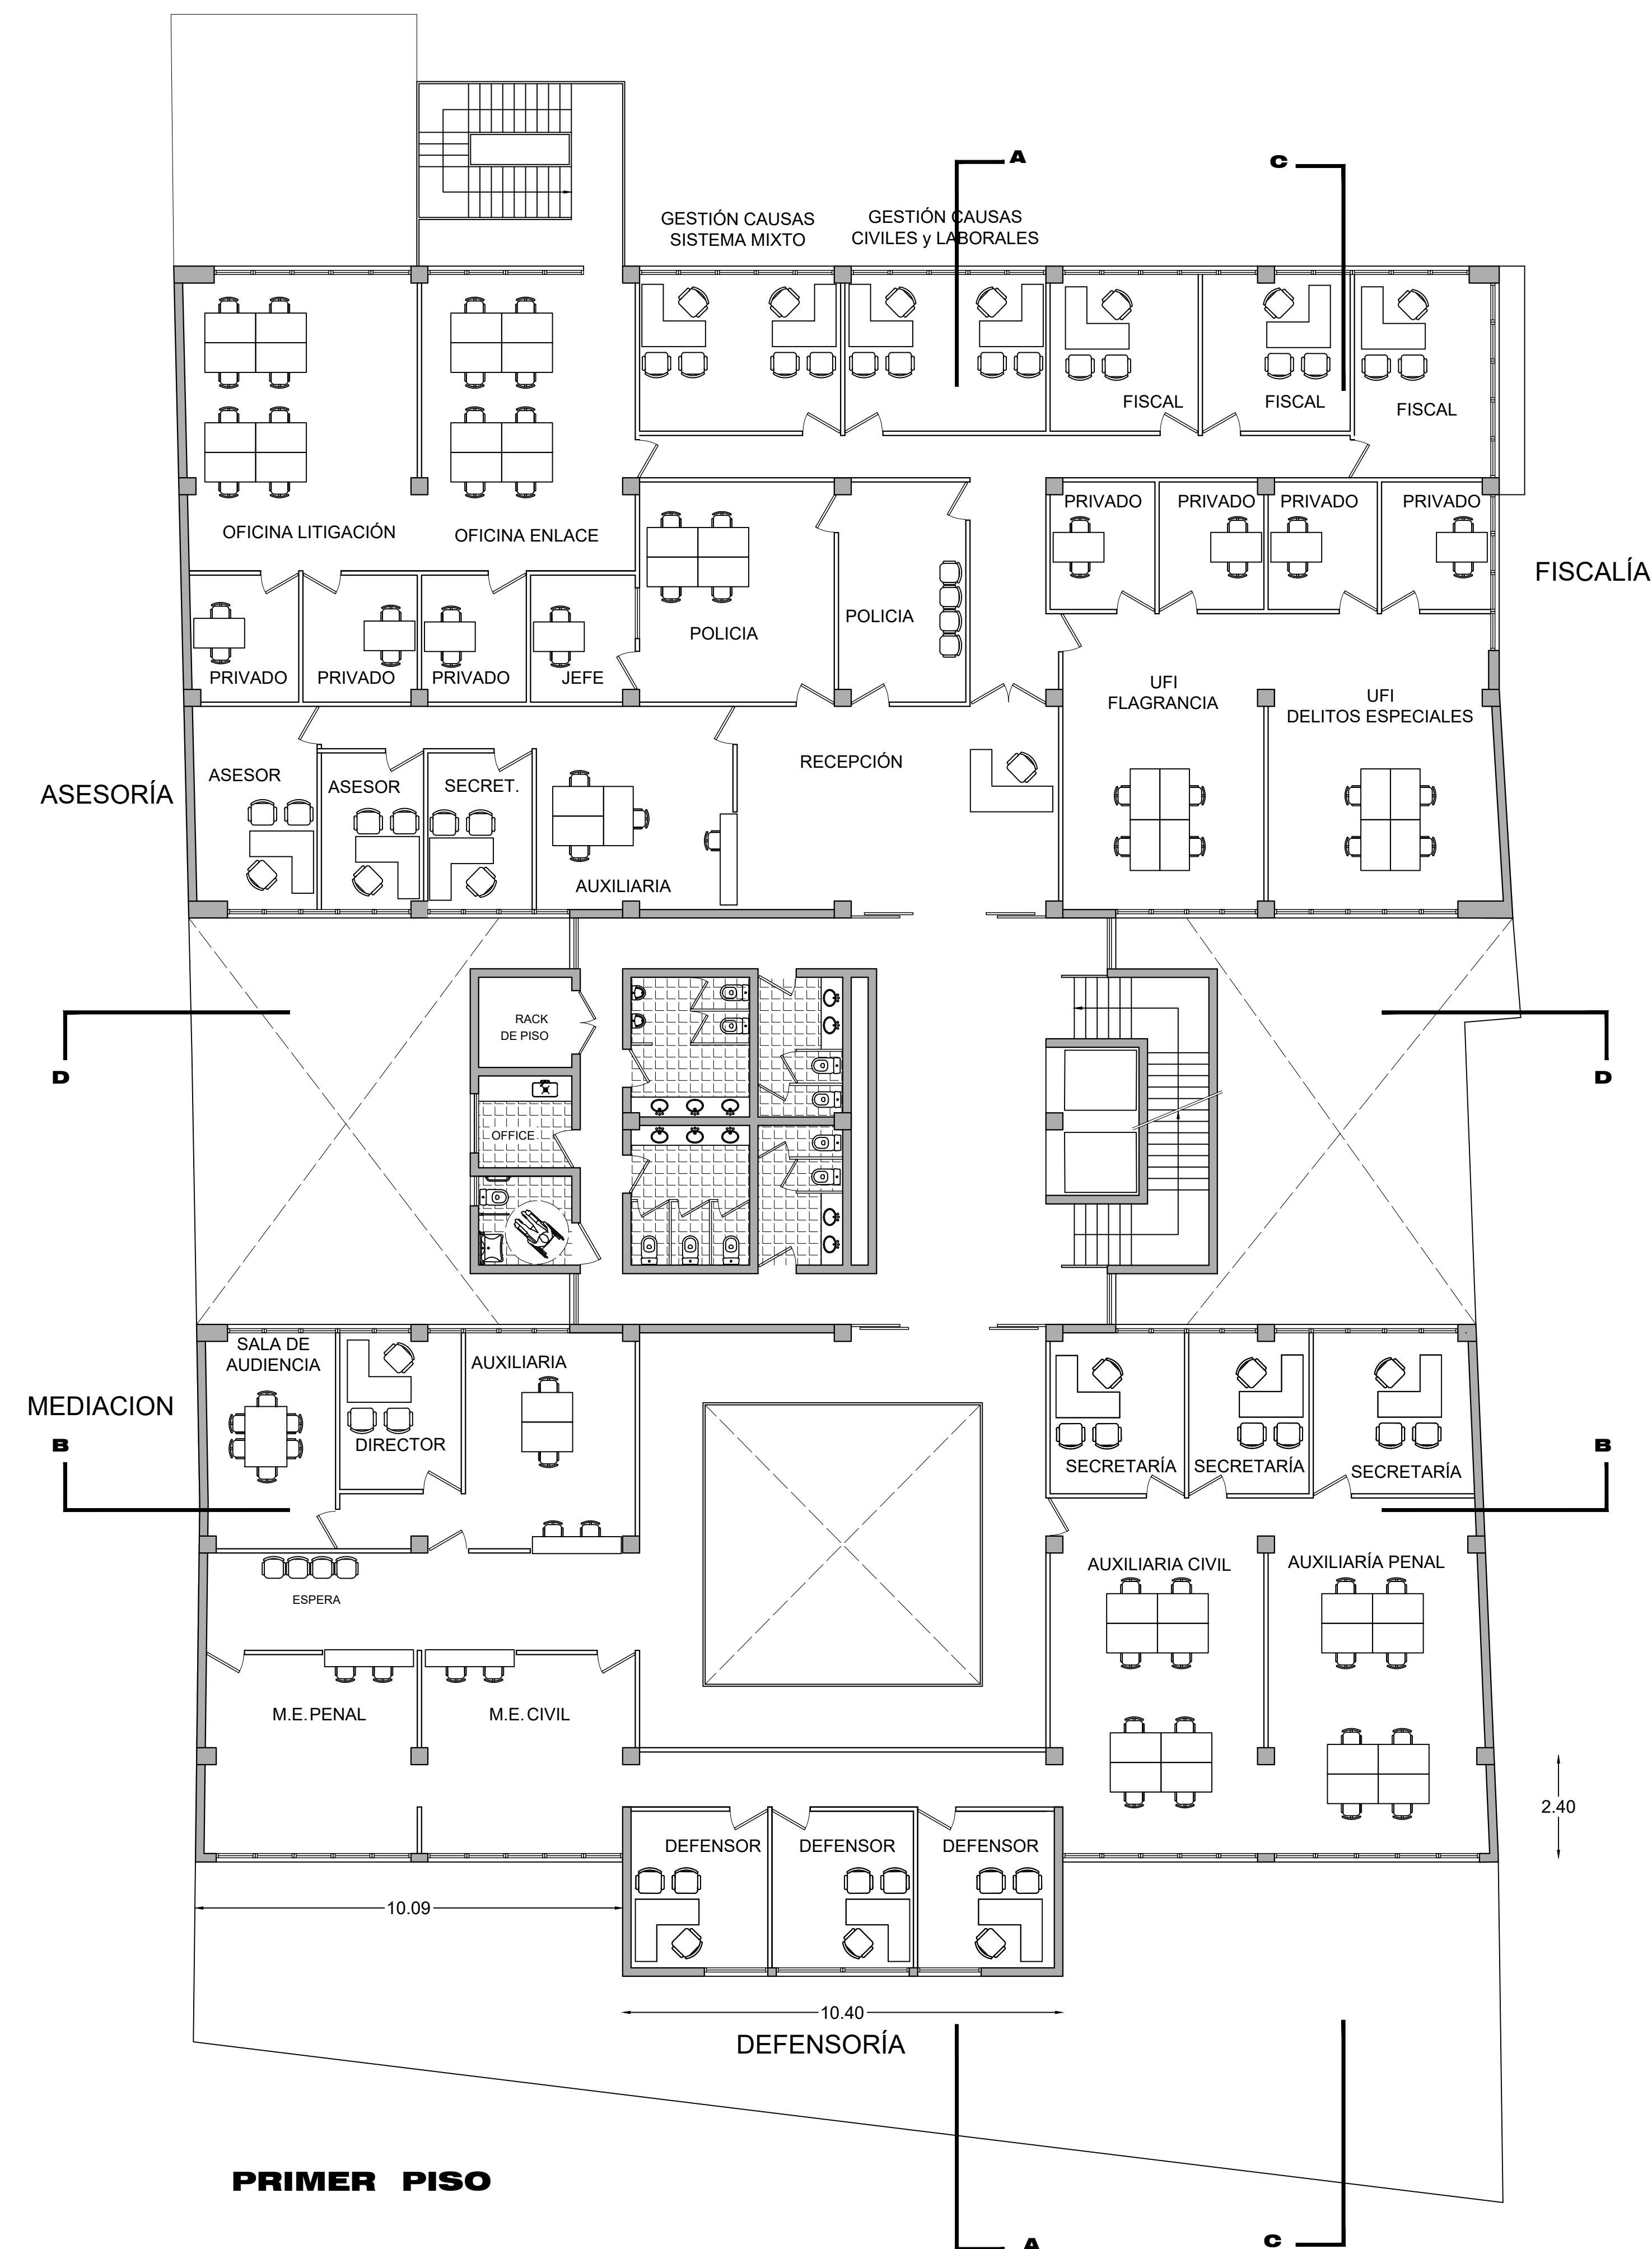 A
C
GESTIÓN CAUSAS
SISTEMA MIXTO
GESTIÓN CAUSAS
CIVILES y LABORALES
FISCAL
FISCAL
FISCAL
OFICINA LITIGACIÓN
OFICINA ENLACE
PRIVADO
PRIVADO
PRIVADO
PRIVADO
FISCALÍA
POLICIA
POLICIA
PRIVADO
PRIVADO
PRIVADO
JEFE
UFI
FLAGRANCIA
UFI
DELITOS ESPECIALES
ASESORÍA
ASESOR
ASESOR
SECRET.
AUXILIARIA
RECEPCIÓN
RACK
DE PISO
D
D
OFFICE
SALA DE
AUDIENCIA
AUXILIARIA
MEDIACION
DIRECTOR
B
B
SECRETARÍA
SECRETARÍA
SECRETARÍA
AUXILIARIA CIVIL
AUXILIARÍA PENAL
ESPERA
M.E. PENAL
M.E. CIVIL
2.40
DEFENSOR
DEFENSOR
DEFENSOR
10.09
10.40
DEFENSORÍA
PRIMER PISO
A
C